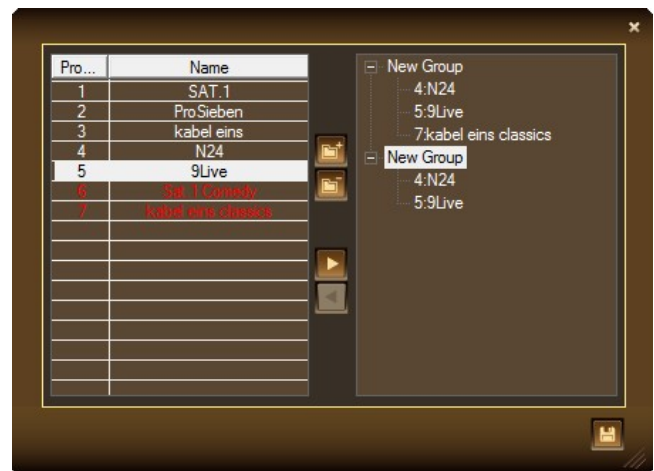 Pro... Name
1 SAT.1
2 ProSieben
3 kabel eins
4 N24
5 9Live
6 Sat.1 Comedy
7 kabel eins classics
New Group
4:N24
5:9Live
7:kabel eins classics
New Group
4:N24
5:9Live